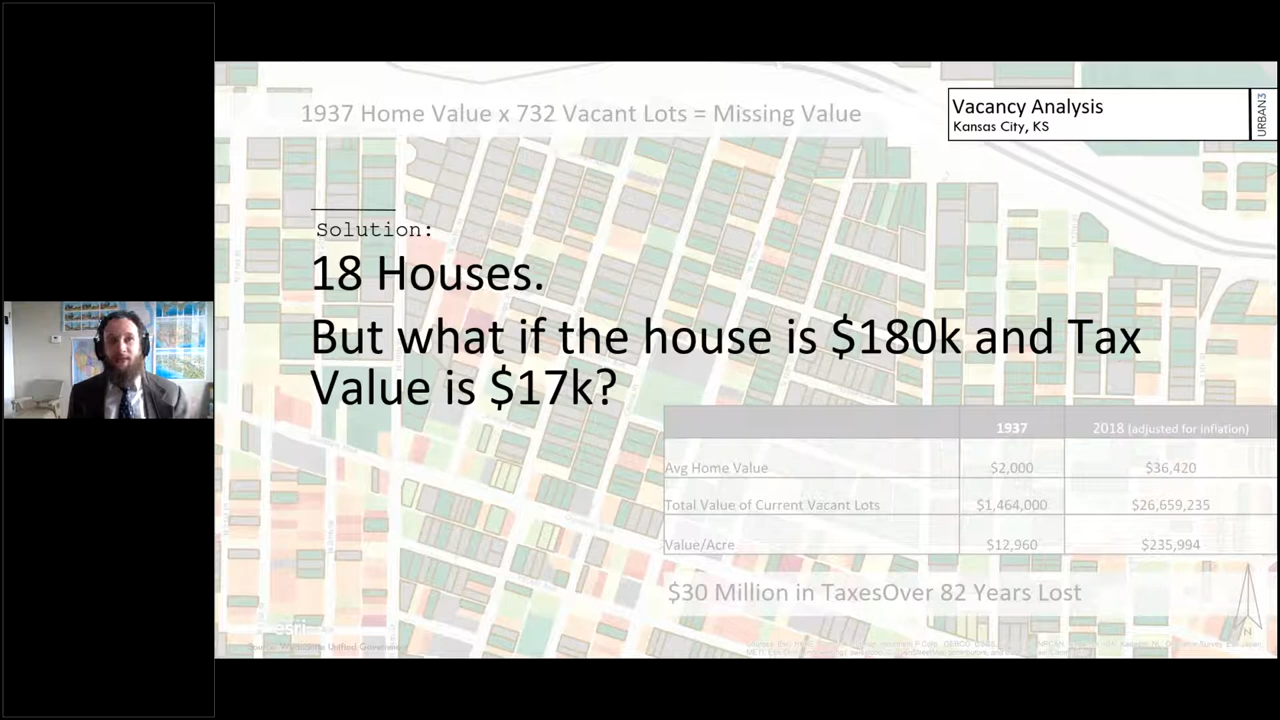 1937 Home Value x 732 Vacant Lots = Missing Value
Vacancy Analysis
Kansas City, KS
URBAN3
Solution:
18 Houses.
But what if the house is $180k and Tax
Value is $17k?
1937 2018 (adjusted for inflation)
Avg Home Value $2,000 $36,420
Total Value of Current Vacant Lots $1,464,000 $26,659,235
Value/Acre $12,960 $235,994
$30 Million in TaxesOver 82 Years Lost
N
esri